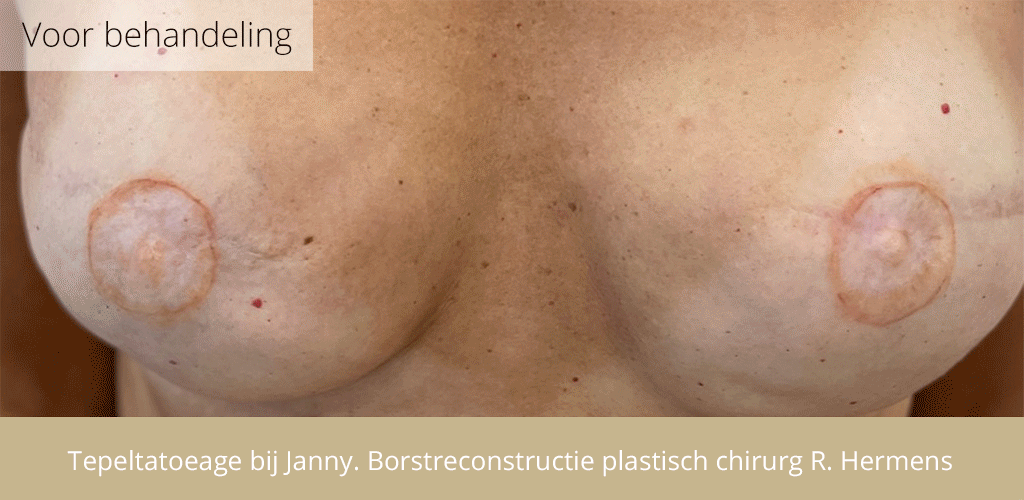 Voor behandeling
Tepeltatoeage bij Janny. Borstreconstructie plastisch chirurg R. Hermens